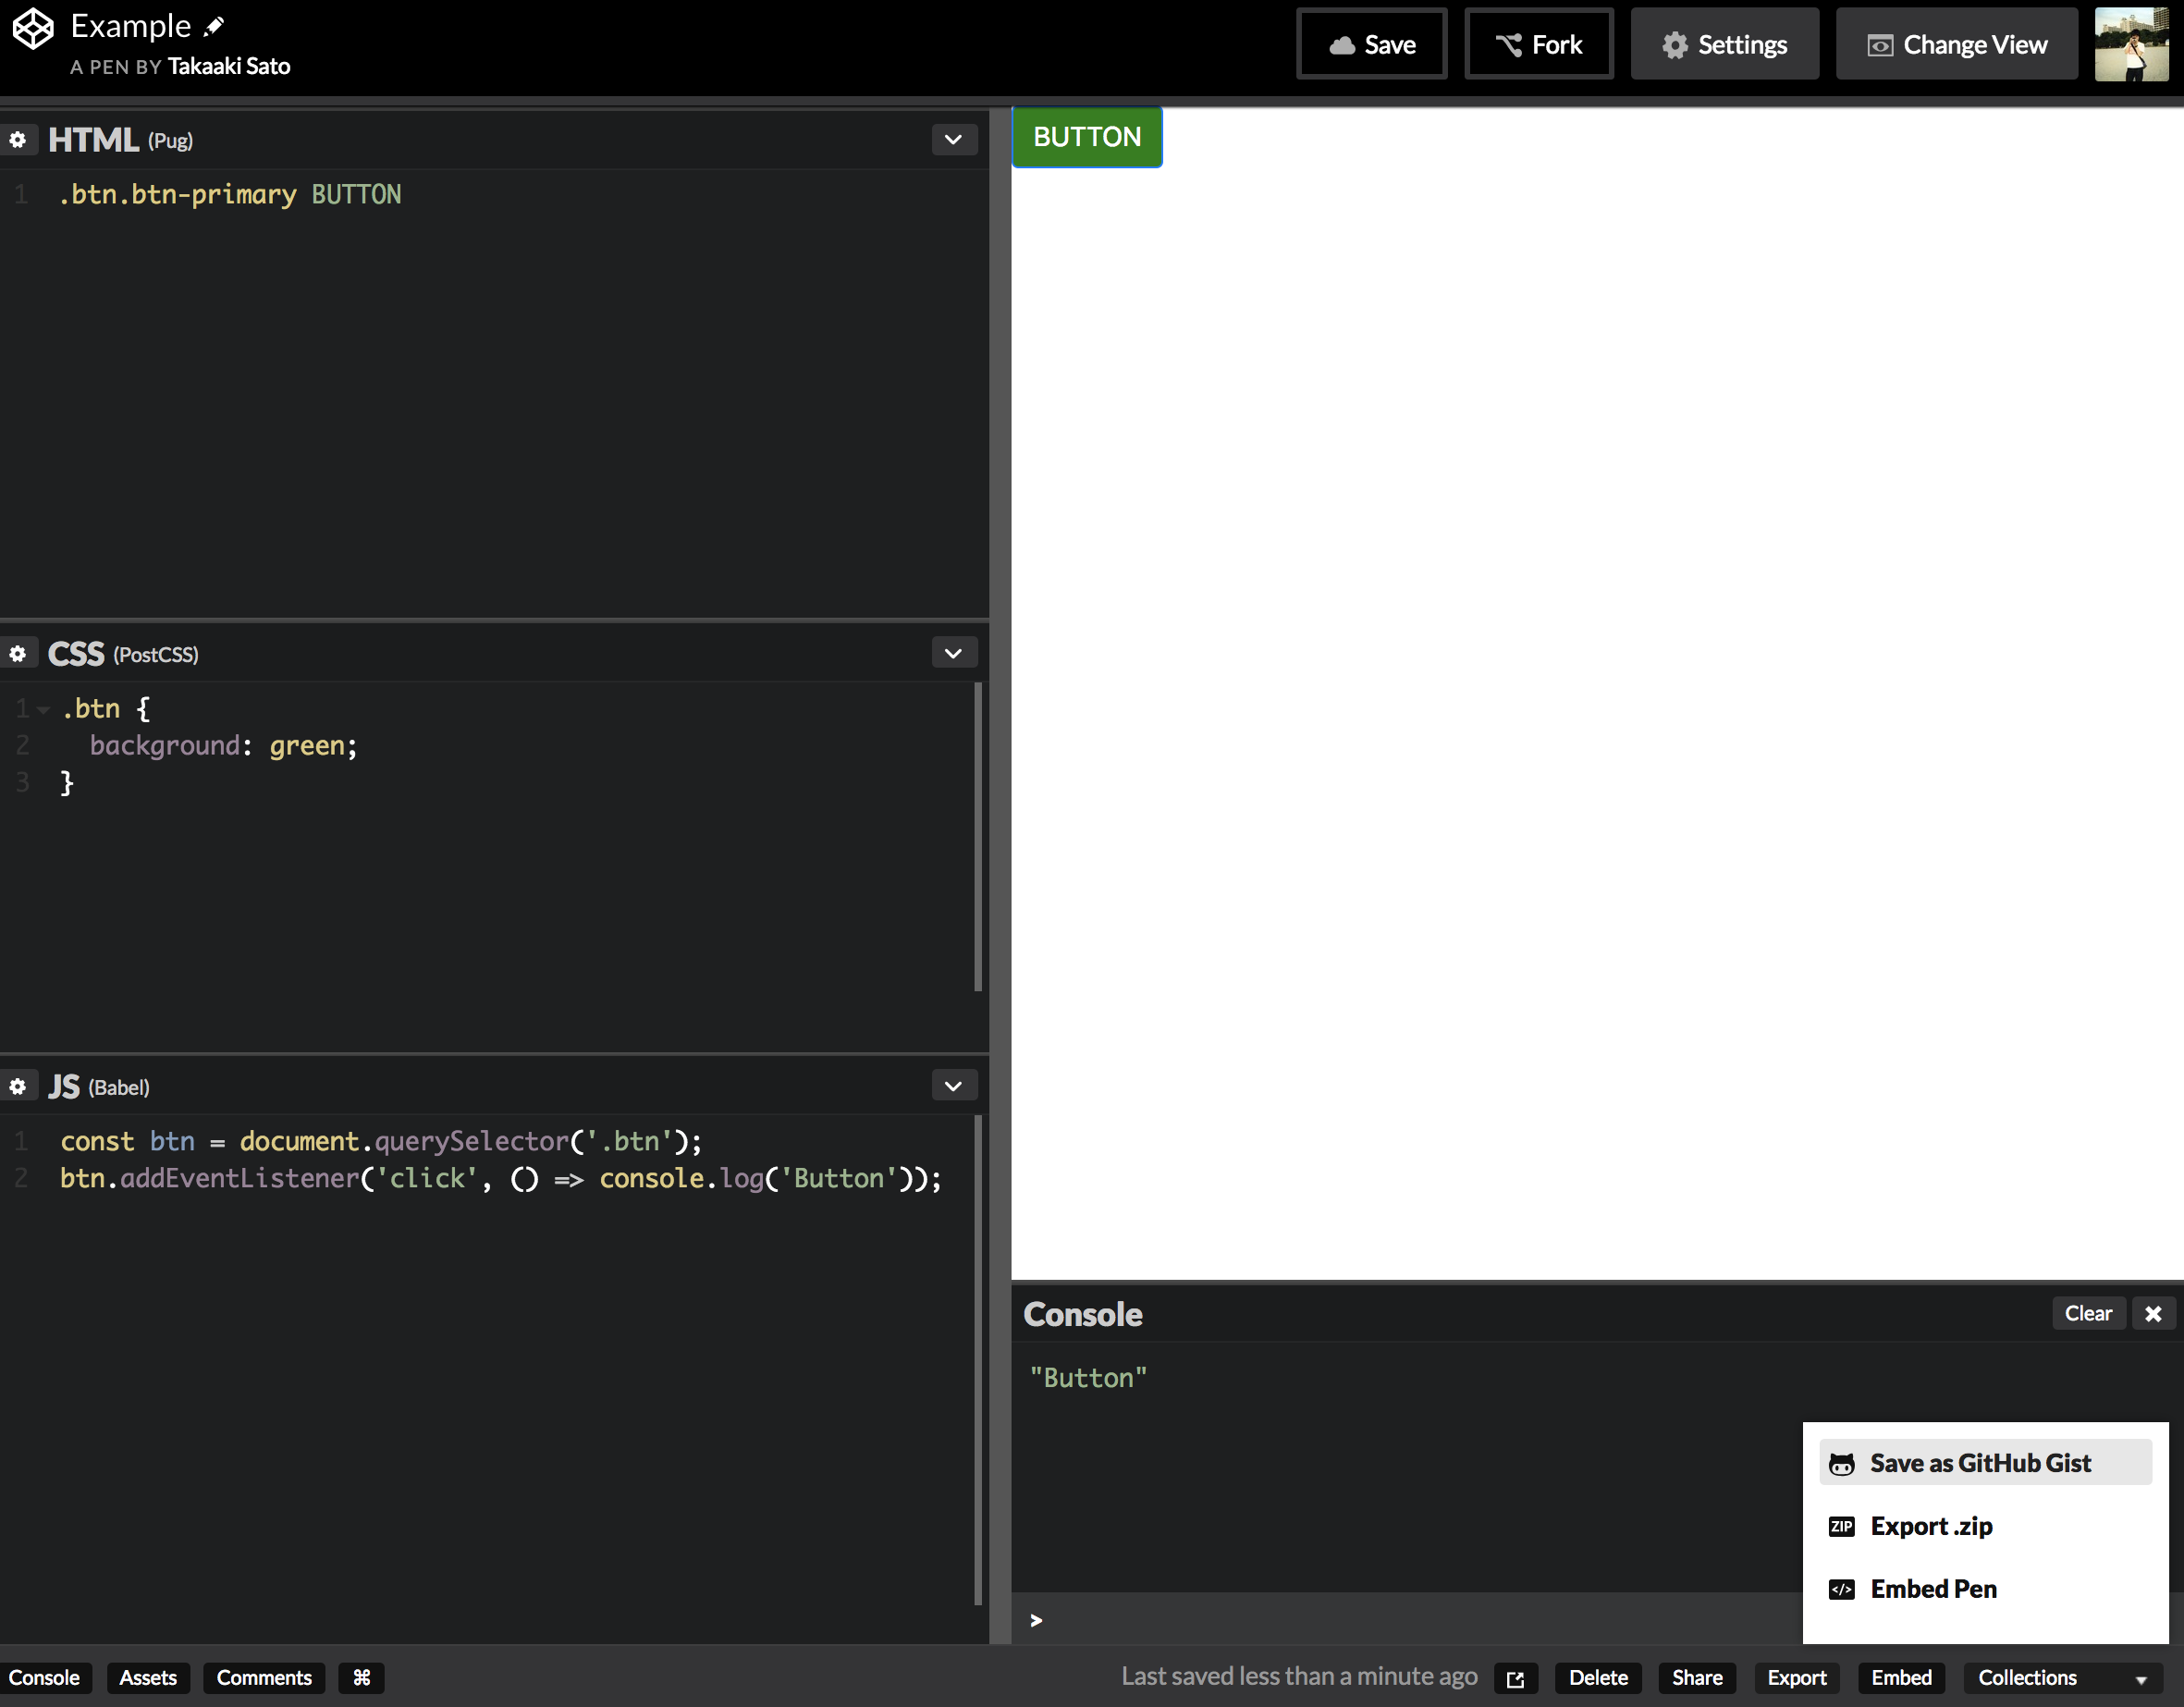 Example
A PEN BY Takaaki Sato
Save
Fork
Settings
Change View
HTML (Pug)
1 .btn.btn-primary BUTTON
CSS (PostCSS)
1 .btn {
2 background: green;
3 }
JS (Babel)
1 const btn = document.querySelector('.btn');
2 btn.addEventListener('click', () => console.log('Button'));
BUTTON
Console
Clear
"Button"
>
Save as GitHub Gist
ZIP Export .zip
</> Embed Pen
Console Assets Comments ⌘
Last saved less than a minute ago Delete Share Export Embed Collections